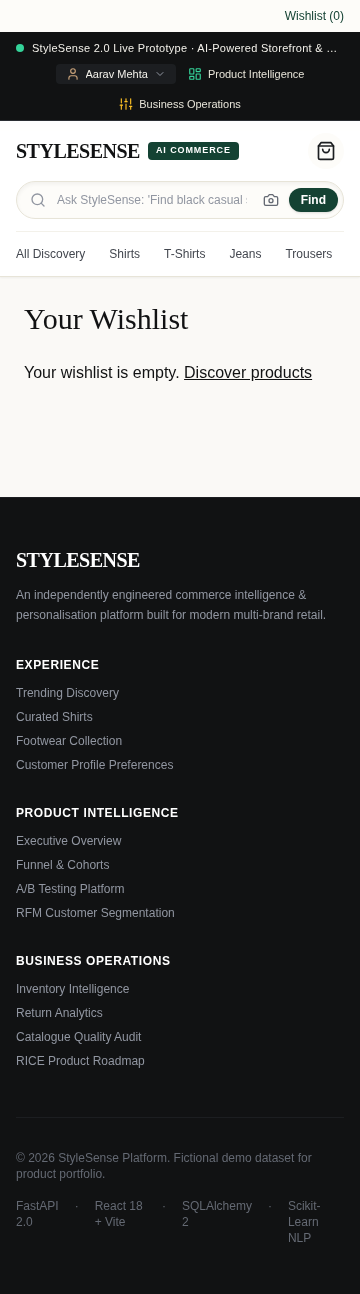 Wishlist (0)
StyleSense 2.0 Live Prototype · AI-Powered Storefront & ...
Aarav Mehta
Product Intelligence
Business Operations
STYLESENSE
AI COMMERCE
Ask StyleSense: 'Find black casual
Find
All Discovery Shirts T-Shirts Jeans Trousers
Your Wishlist
Your wishlist is empty. Discover products
STYLESENSE
An independently engineered commerce intelligence &
personalisation platform built for modern multi-brand retail.
EXPERIENCE
Trending Discovery
Curated Shirts
Footwear Collection
Customer Profile Preferences
PRODUCT INTELLIGENCE
Executive Overview
Funnel & Cohorts
A/B Testing Platform
RFM Customer Segmentation
BUSINESS OPERATIONS
Inventory Intelligence
Return Analytics
Catalogue Quality Audit
RICE Product Roadmap
© 2026 StyleSense Platform. Fictional demo dataset for
product portfolio.
FastAPI 2.0 · React 18 + Vite · SQLAlchemy 2 · Scikit-Learn NLP